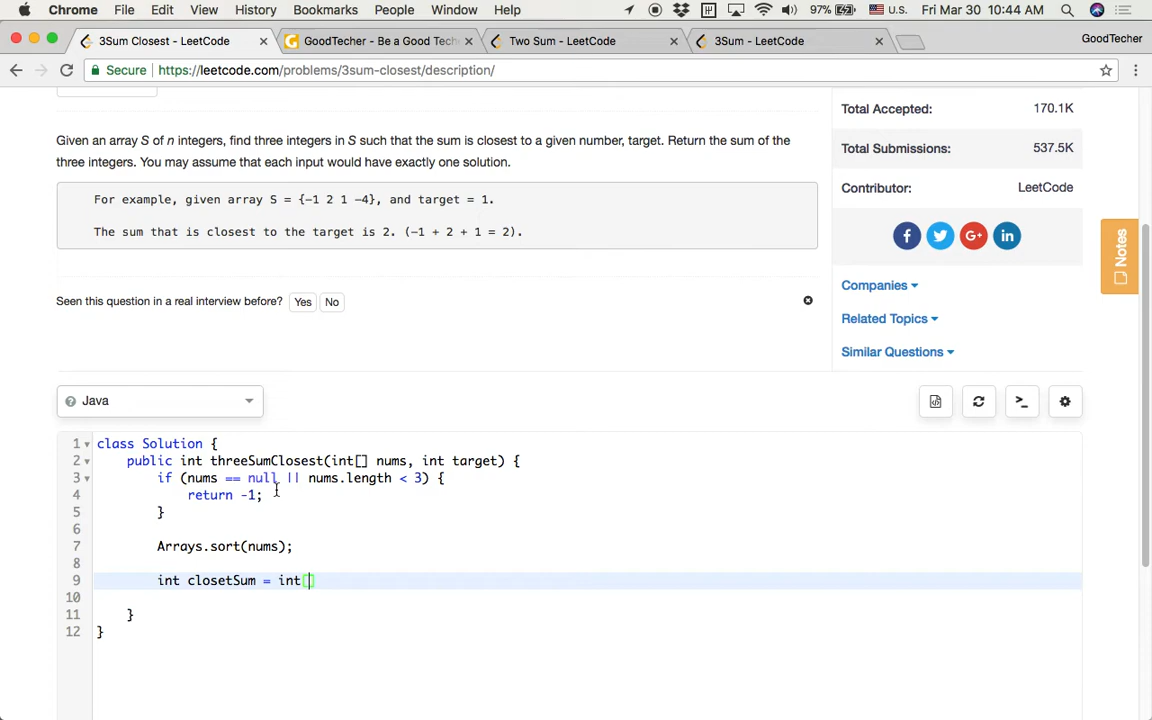 Chrome File Edit View History Bookmarks People Window Help 97% U.S. Fri Mar 30 10:44 AM
3Sum Closest - LeetCode GoodTecher - Be a Good Tech Two Sum - LeetCode 3Sum - LeetCode GoodTecher
Secure https://leetcode.com/problems/3sum-closest/description/
Total Accepted: 170.1K
Given an array S of n integers, find three integers in S such that the sum is closest to a given number, target. Return the sum of the
three integers. You may assume that each input would have exactly one solution.
Total Submissions: 537.5K
Contributor: LeetCode
For example, given array S = {-1 2 1 -4}, and target = 1.
The sum that is closest to the target is 2. (-1 + 2 + 1 = 2).
Notes
Companies
Seen this question in a real interview before? Yes No
Related Topics
Similar Questions
Java
1 class Solution {
2 public int threeSumClosest(int[] nums, int target) {
3 if (nums == null || nums.length < 3) {
4 return -1;
5 }
6
7 Arrays.sort(nums);
8
9 int closetSum = int[]
10
11 }
12 }